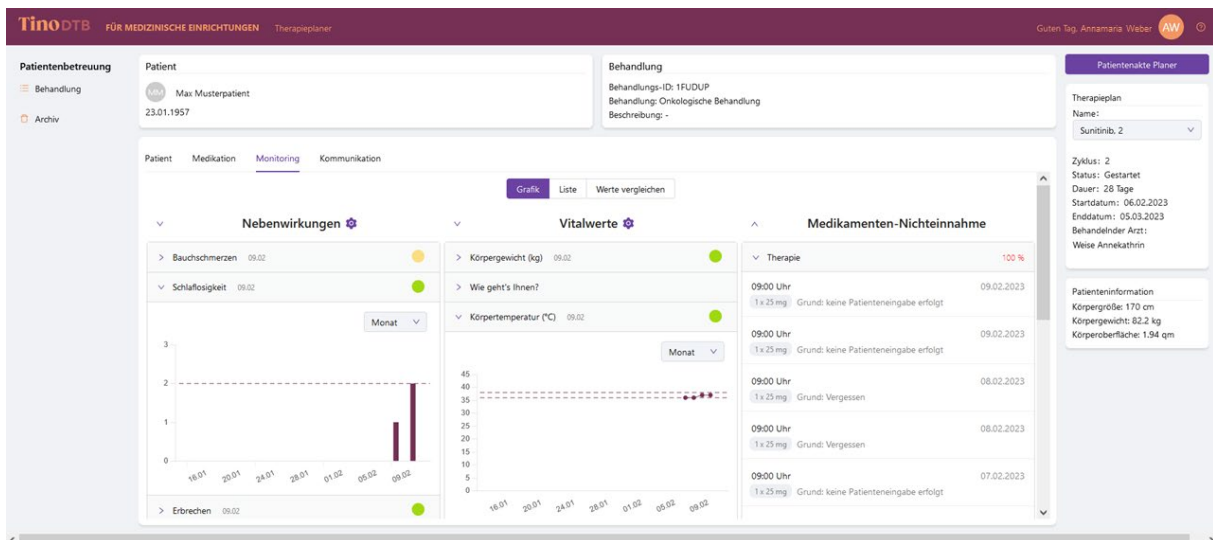 TinoDTB FÜR MEDIZINISCHE EINRICHTUNGEN Therapieplaner
Guten Tag, Annamaria Weber AW
Patientenbetreuung
Behandlung
Archiv
Patient
MM Max Musterpatient
23.01.1957
Behandlung
Behandlungs-ID: 1FUDUP
Behandlung: Onkologische Behandlung
Beschreibung: -
Patient Medikation Monitoring Kommunikation
Grafik Liste Werte vergleichen
Nebenwirkungen
Bauchschmerzen 09.02
Schlaflosigkeit 09.02
Monat
3
2
1
0
16.01 20.01 24.01 28.01 01.02 05.02 09.02
Erbrechen 09.02
Vitalwerte
Körpergewicht (kg) 09.02
Wie geht's Ihnen?
Körpertemperatur (°C) 09.02
Monat
45
40
35
30
25
20
15
10
5
0
16.01 20.01 24.01 28.01 01.02 05.02 09.02
Medikamenten-Nichteinnahme
Therapie 100 %
09:00 Uhr 09.02.2023
1 x 25 mg Grund: keine Patienteneingabe erfolgt
09:00 Uhr 09.02.2023
1 x 25 mg Grund: keine Patienteneingabe erfolgt
09:00 Uhr 08.02.2023
1 x 25 mg Grund: Vergessen
09:00 Uhr 08.02.2023
1 x 25 mg Grund: Vergessen
09:00 Uhr 07.02.2023
1 x 25 mg Grund: keine Patienteneingabe erfolgt
Patientenakte Planer
Therapieplan
Name:
Sunitinib, 2
Zyklus: 2
Status: Gestartet
Dauer: 28 Tage
Startdatum: 06.02.2023
Enddatum: 05.03.2023
Behandelnder Arzt:
Weise Annekathrin
Patienteninformation
Körpergröße: 170 cm
Körpergewicht: 82.2 kg
Körperoberfläche: 1.94 qm